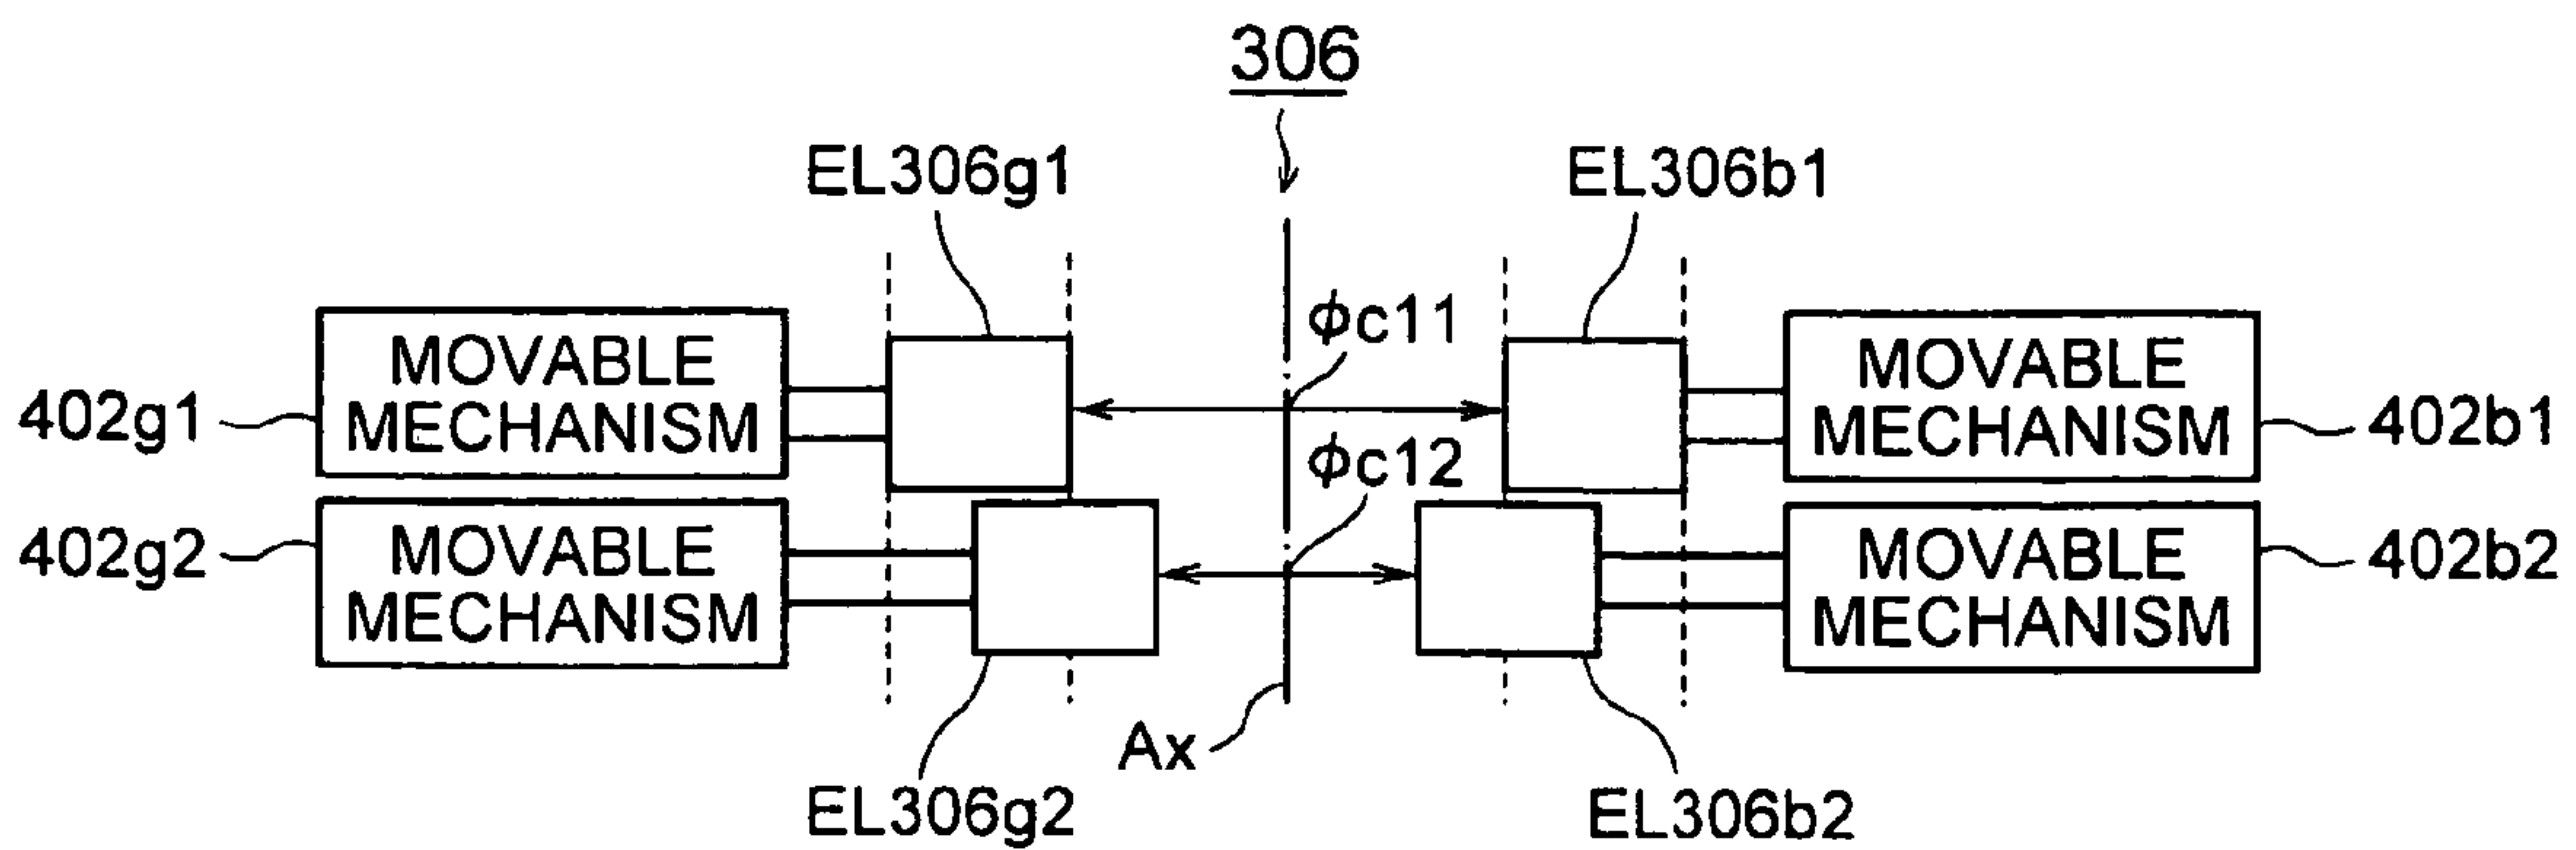 306
EL306g1
EL306b1
MOVABLE
MECHANISM
402g1
φc11
MOVABLE
MECHANISM
402b1
MOVABLE
MECHANISM
402g2
φc12
MOVABLE
MECHANISM
402b2
Ax
EL306g2
EL306b2